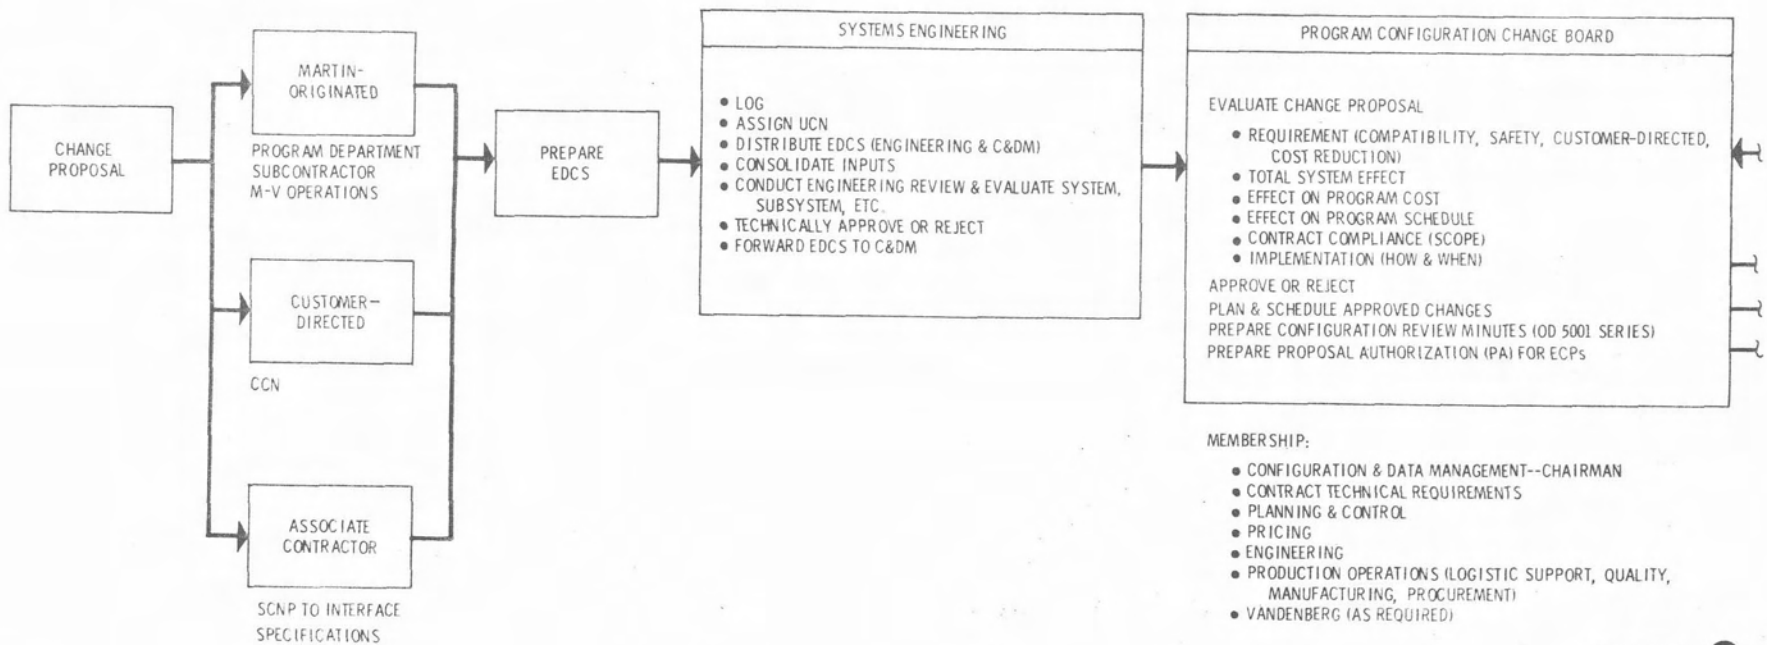 CHANGE
PROPOSAL
MARTIN-
ORIGINATED
PROGRAM DEPARTMENT
SUBCONTRACTOR
M-V OPERATIONS
CUSTOMER-
DIRECTED
CCN
ASSOCIATE
CONTRACTOR
SCNP TO INTERFACE
SPECIFICATIONS
PREPARE
EDCS
SYSTEMS ENGINEERING
• LOG
• ASSIGN UCN
• DISTRIBUTE EDCS (ENGINEERING & C&DM)
• CONSOLIDATE INPUTS
• CONDUCT ENGINEERING REVIEW & EVALUATE SYSTEM,
SUBSYSTEM, ETC.
• TECHNICALLY APPROVE OR REJECT
• FORWARD EDCS TO C&DM
PROGRAM CONFIGURATION CHANGE BOARD
EVALUATE CHANGE PROPOSAL
• REQUIREMENT (COMPATIBILITY, SAFETY, CUSTOMER-DIRECTED,
COST REDUCTION)
• TOTAL SYSTEM EFFECT
• EFFECT ON PROGRAM COST
• EFFECT ON PROGRAM SCHEDULE
• CONTRACT COMPLIANCE (SCOPE)
• IMPLEMENTATION (HOW & WHEN)
APPROVE OR REJECT
PLAN & SCHEDULE APPROVED CHANGES
PREPARE CONFIGURATION REVIEW MINUTES (OD 5001 SERIES)
PREPARE PROPOSAL AUTHORIZATION (PA) FOR ECPs
MEMBERSHIP:
• CONFIGURATION & DATA MANAGEMENT--CHAIRMAN
• CONTRACT TECHNICAL REQUIREMENTS
• PLANNING & CONTROL
• PRICING
• ENGINEERING
• PRODUCTION OPERATIONS (LOGISTIC SUPPORT, QUALITY,
MANUFACTURING, PROCUREMENT)
• VANDENBERG (AS REQUIRED)